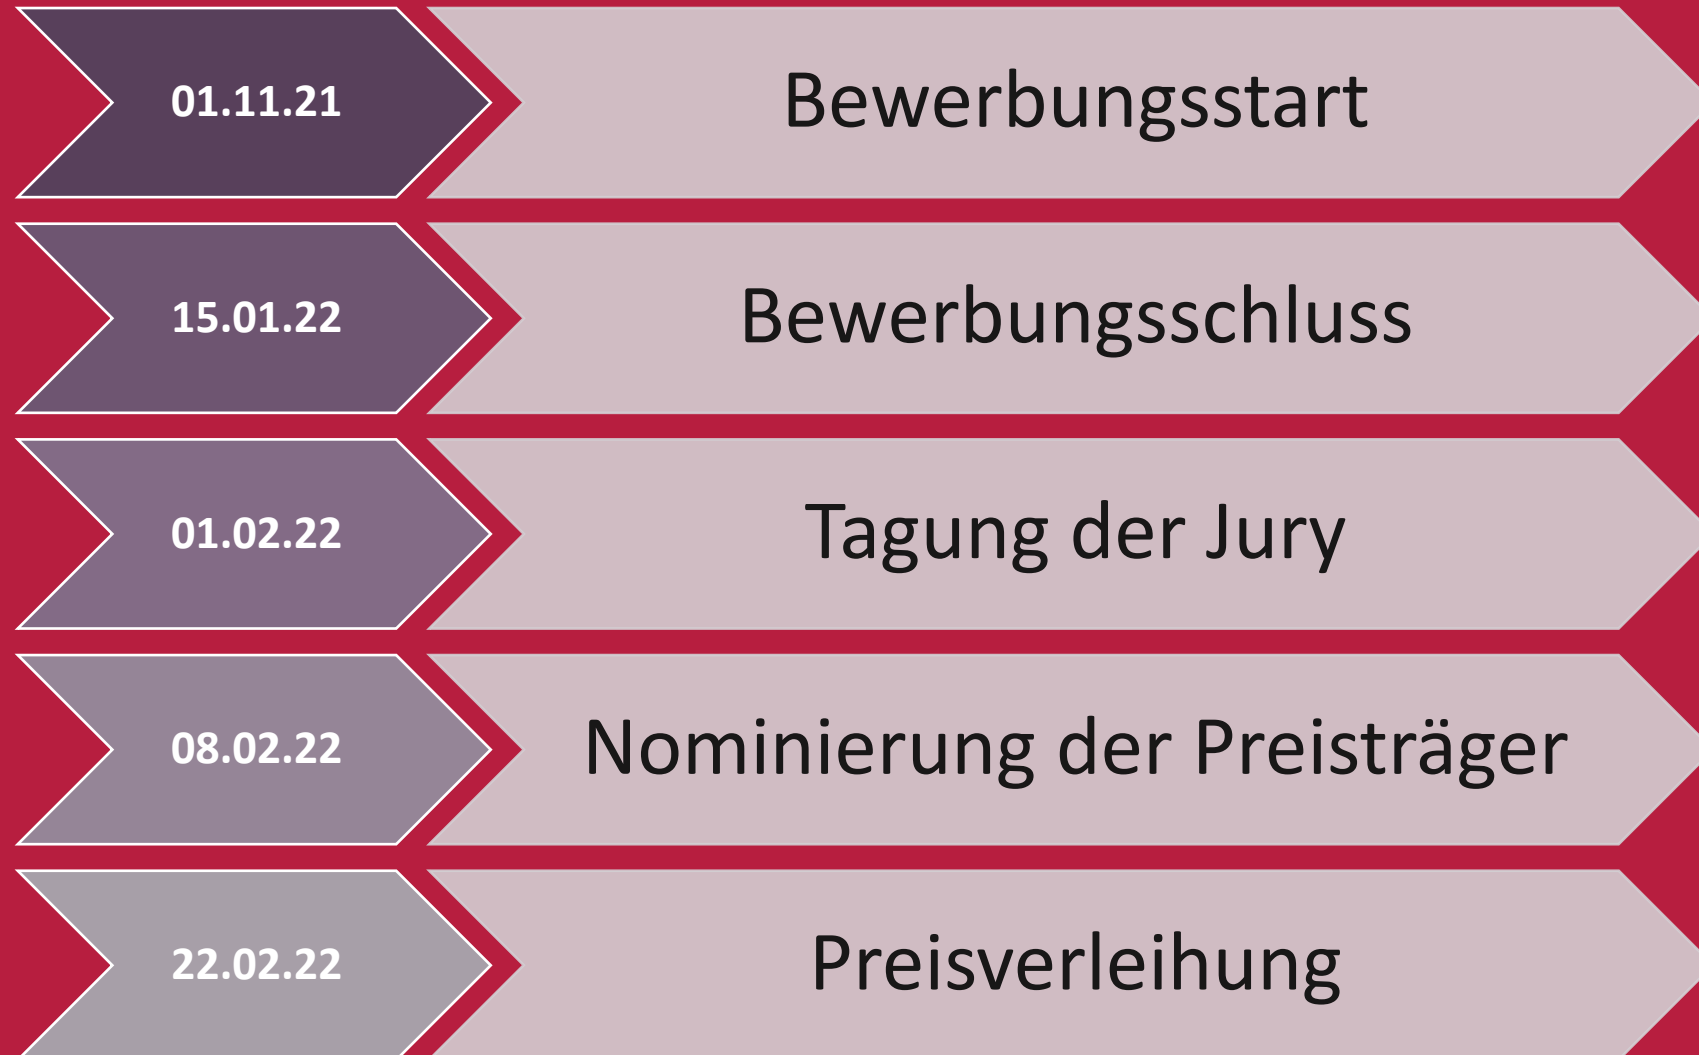 01.11.21 Bewerbungsstart
15.01.22 Bewerbungsschluss
01.02.22 Tagung der Jury
08.02.22 Nominierung der Preisträger
22.02.22 Preisverleihung